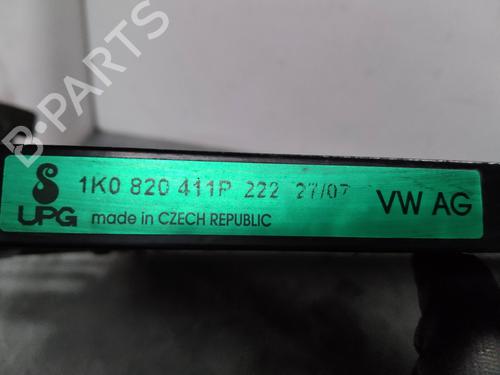 1K0 820 411P 222 27/07 VW AG
UPG made in CZECH REPUBLIC
B-PARTS